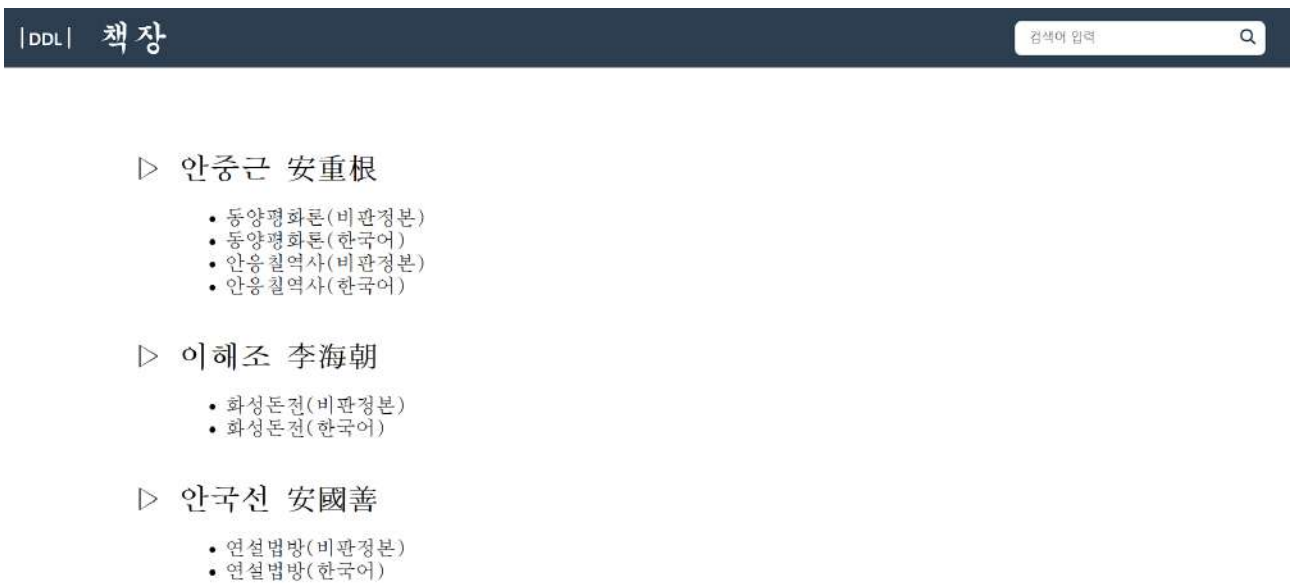 |DDL| 책장
검색어 입력
▷ 안중근 安重根
• 동양평화론(비판정본)
• 동양평화론(한국어)
• 안응칠역사(비판정본)
• 안응칠역사(한국어)
▷ 이해조 李海朝
• 화성돈전(비판정본)
• 화성돈전(한국어)
▷ 안국선 安國善
• 연설법방(비판정본)
• 연설법방(한국어)